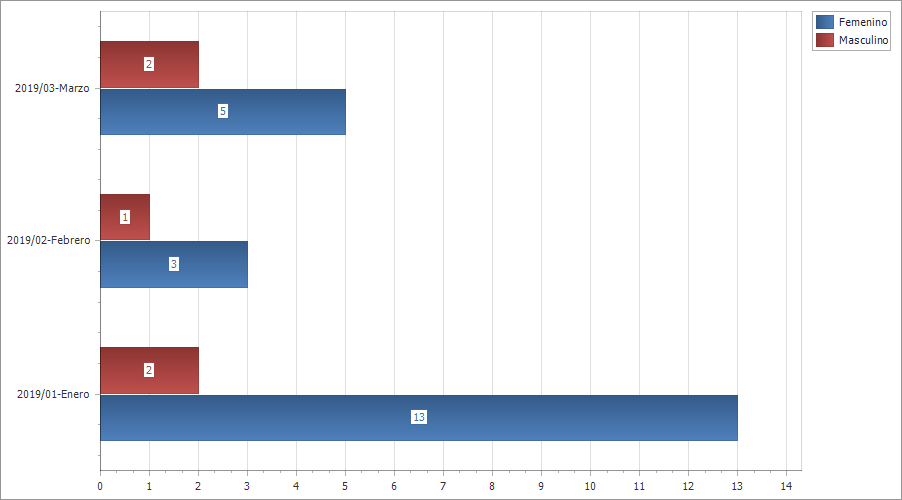 Femenino
Masculino
2019/03-Marzo
2
5
2019/02-Febrero
1
3
2019/01-Enero
2
13
0 1 2 3 4 5 6 7 8 9 10 11 12 13 14